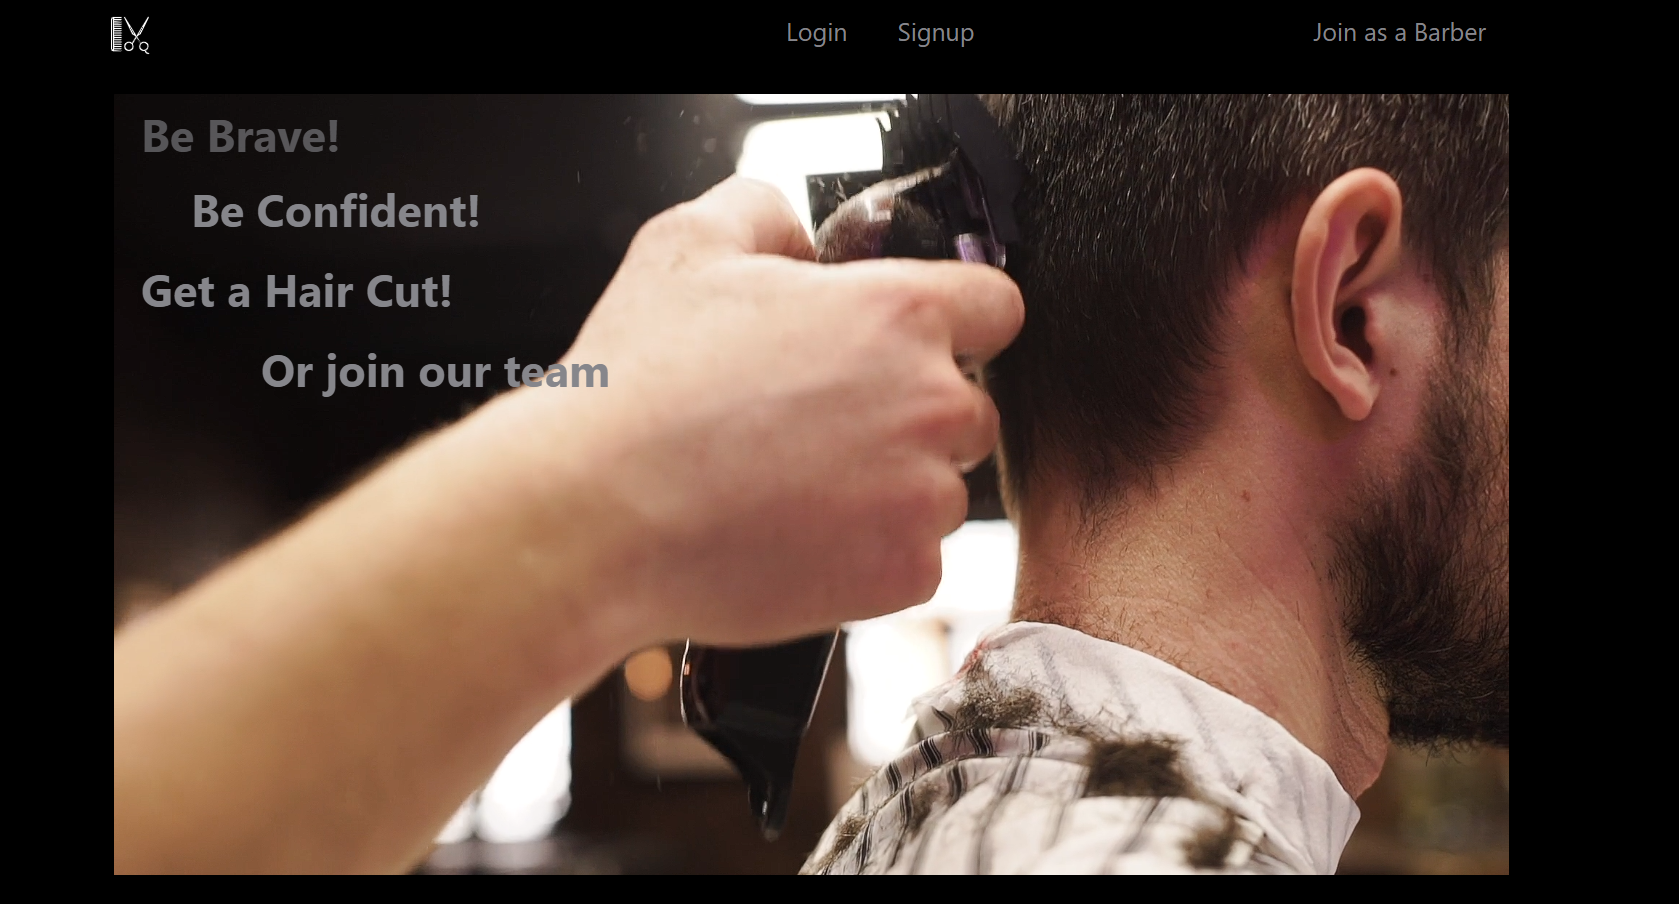 Login Signup Join as a Barber
Be Brave!
Be Confident!
Get a Hair Cut!
Or join our team